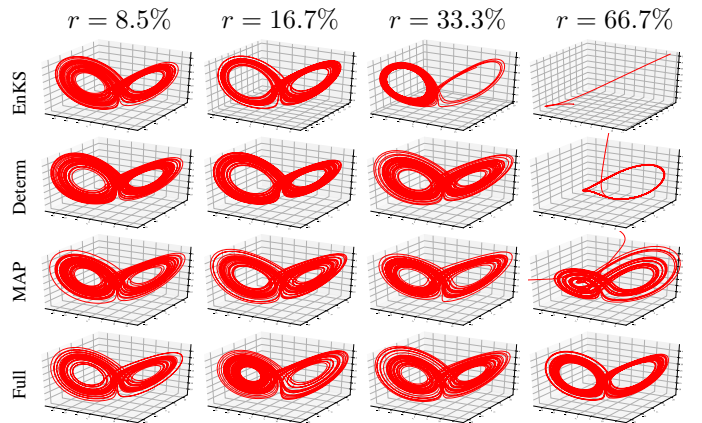 r = 8.5% r = 16.7% r = 33.3% r = 66.7%
EnKS
Determ
MAP
Full